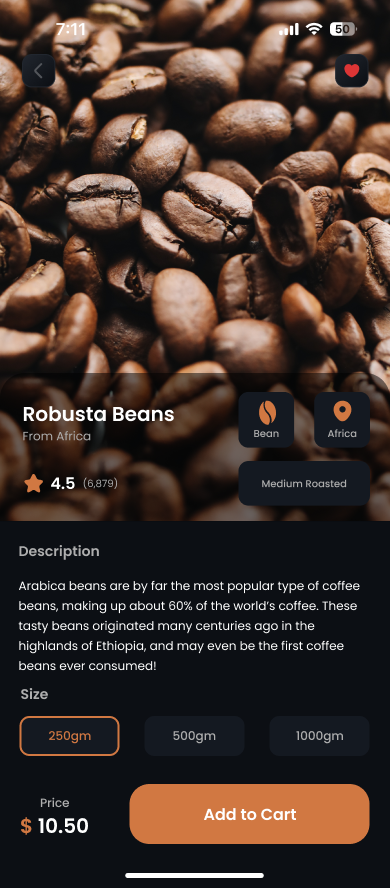 7:11
50
Robusta Beans
From Africa
Bean
Africa
4.5 (6,879)
Medium Roasted
Description
Arabica beans are by far the most popular type of coffee
beans, making up about 60% of the world’s coffee. These
tasty beans originated many centuries ago in the
highlands of Ethiopia, and may even be the first coffee
beans ever consumed!
Size
250gm
500gm
1000gm
Price
$ 10.50
Add to Cart